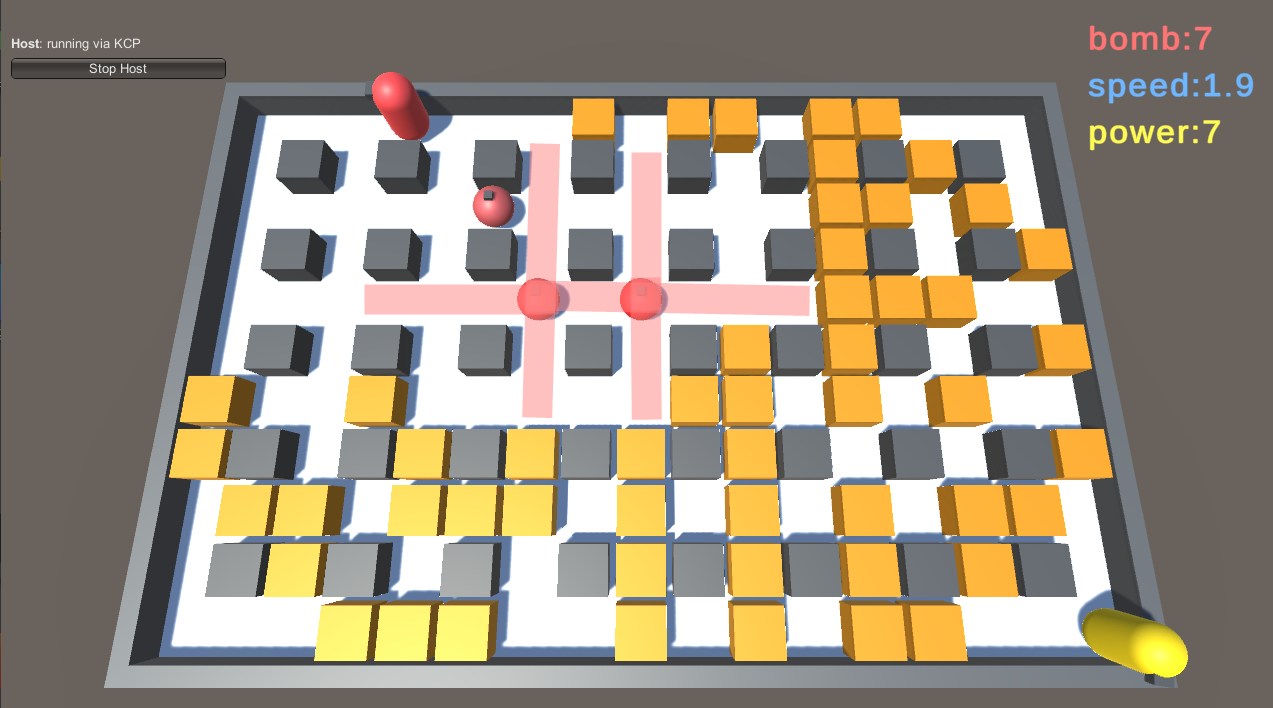 Host: running via KCP
Stop Host
bomb:7
speed:1.9
power:7